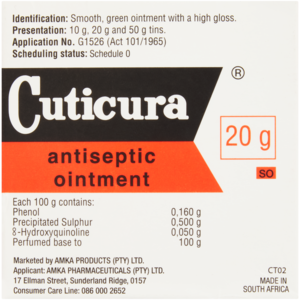 Identification: Smooth, green ointment with a high gloss.
Presentation: 10 g, 20 g and 50 g tins.
Application No. G1526 (Act 101/1965)
Scheduling status: Schedule 0
®
Cuticura
20 g
antiseptic
ointment
SO
Each 100 g contains:
Phenol 0,160 g
Precipitated Sulphur 0,500 g
8-Hydroxyquinoline 0,050 g
Perfumed base to 100 g
Marketed by AMKA PRODUCTS (PTY) LTD.
Applicant: AMKA PHARMACEUTICALS (PTY) LTD.
17 Ellman Street, Sunderland Ridge, 0157
Consumer Care Line: 086 000 2652
CT02
MADE IN
SOUTH AFRICA